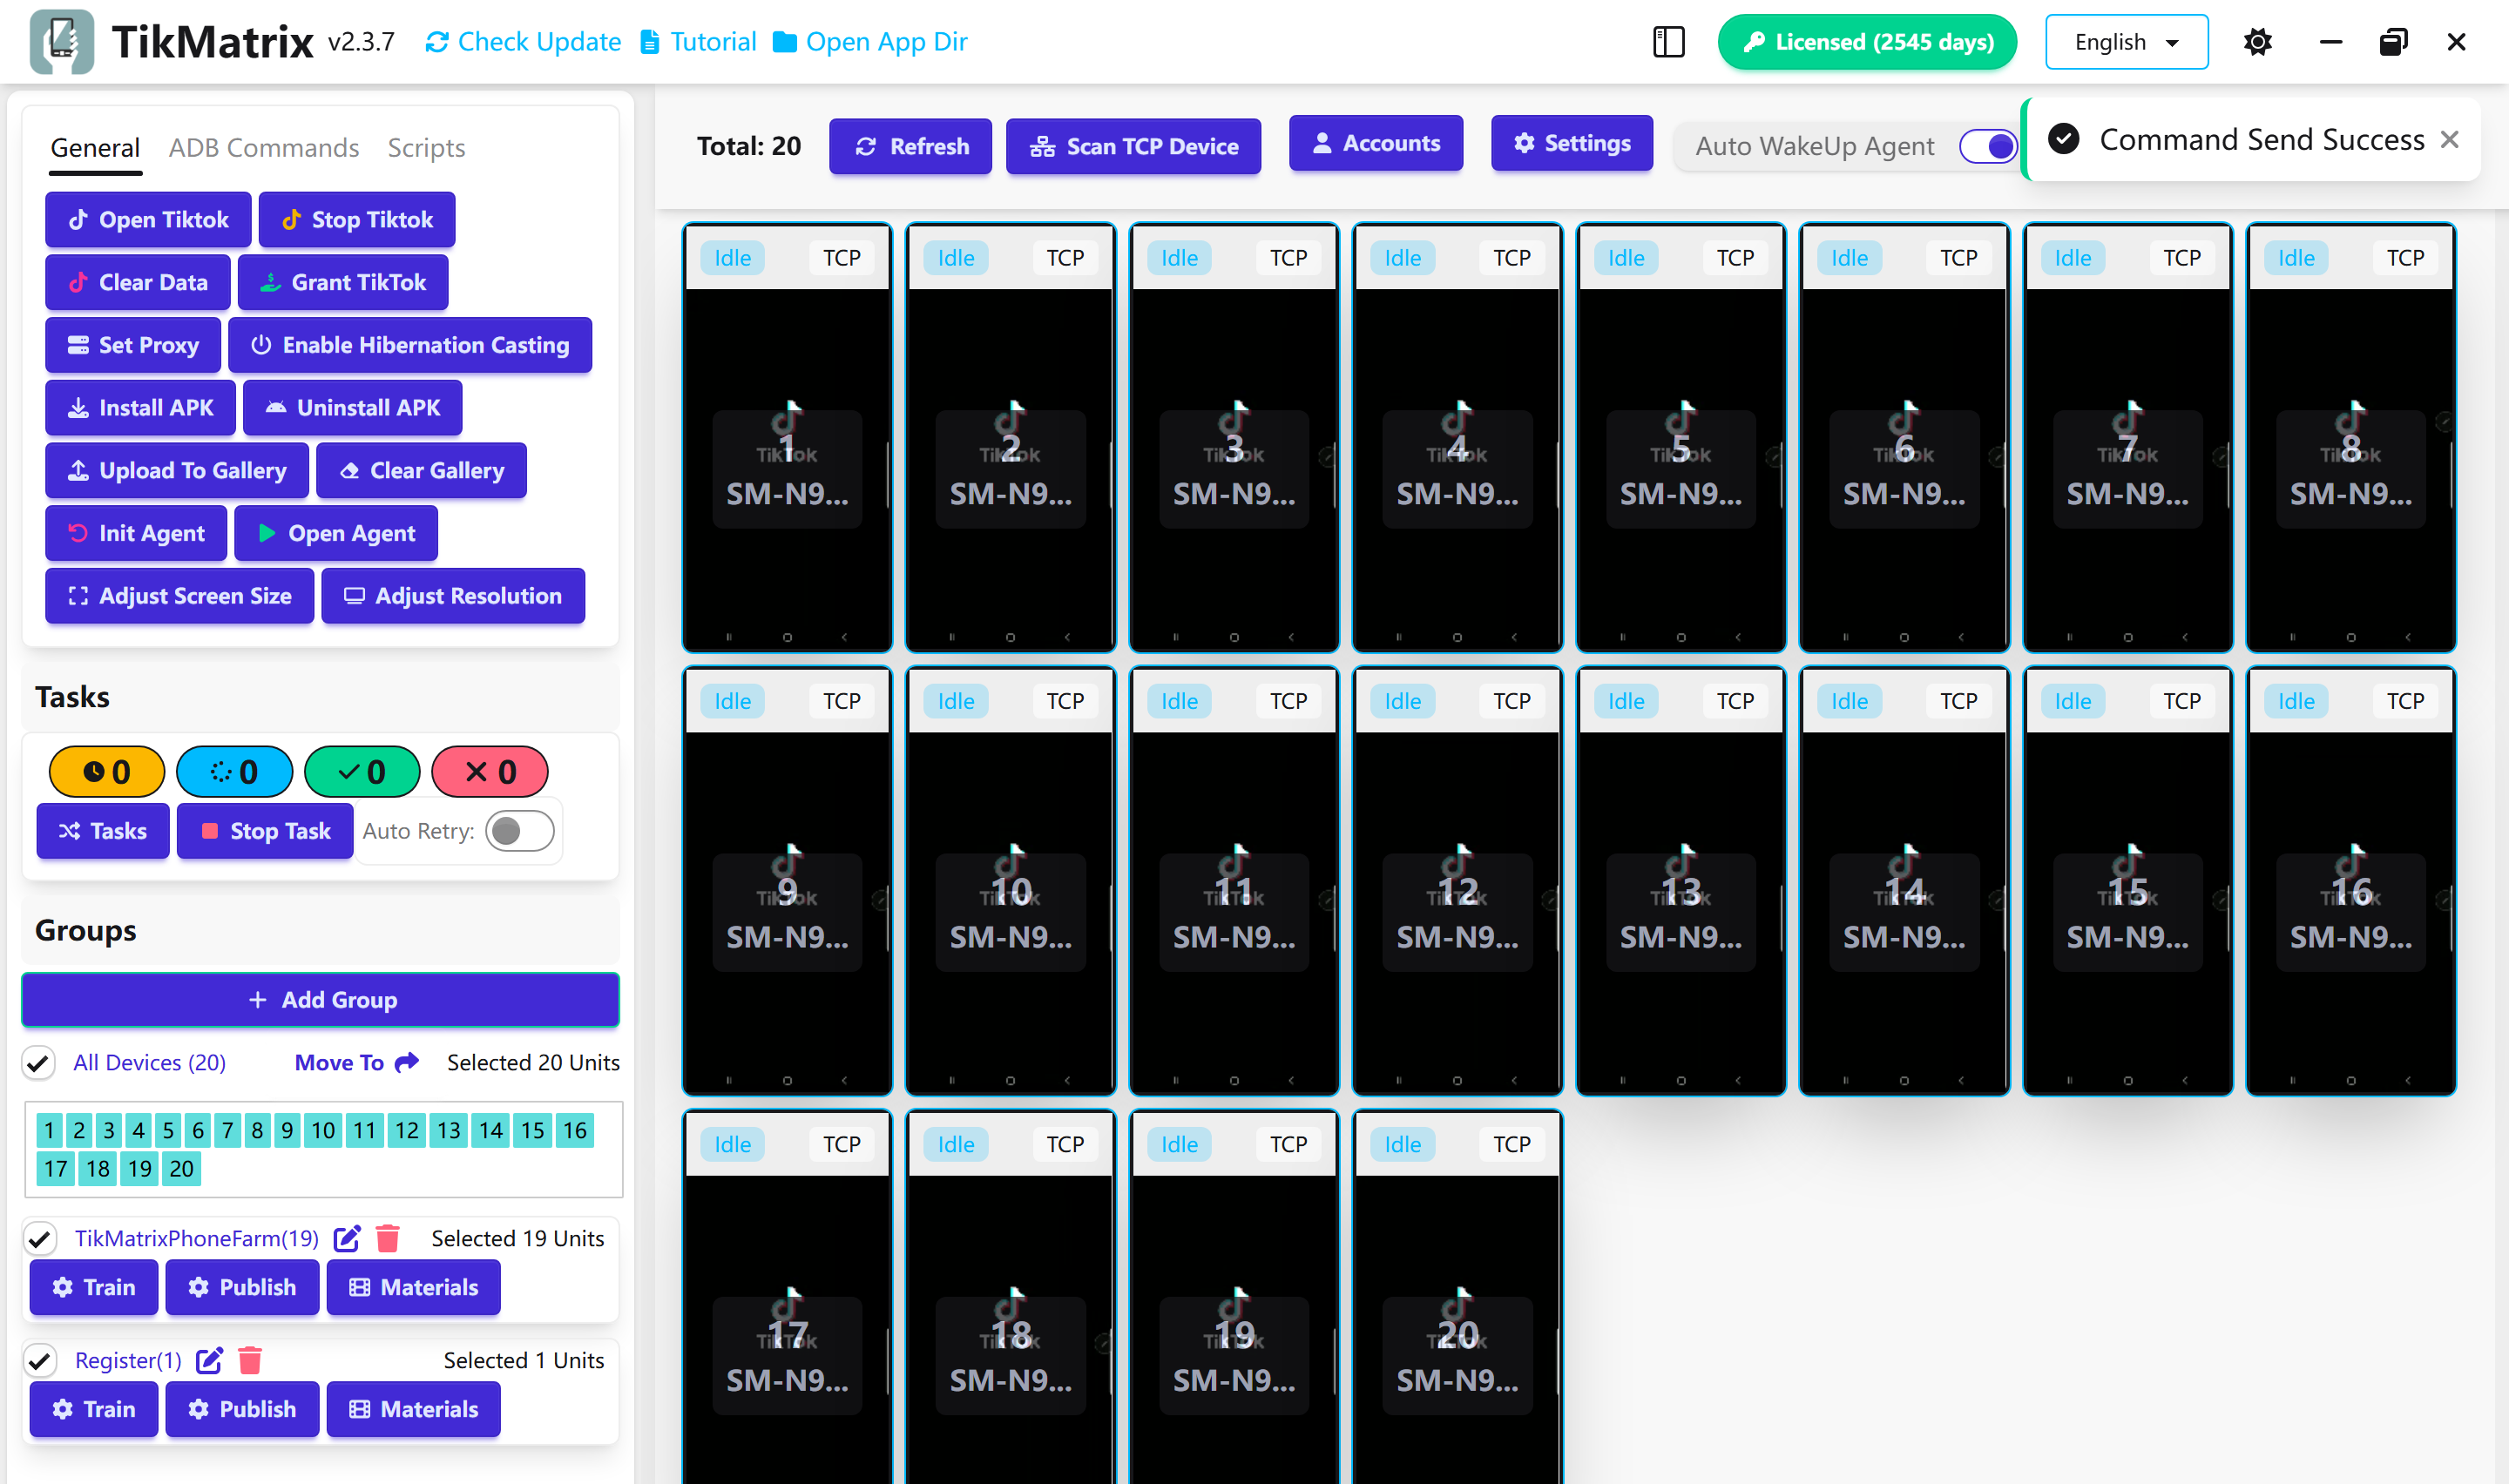 TikMatrix v2.3.7 Check Update Tutorial Open App Dir Licensed (2545 days) English
General ADB Commands Scripts
Open Tiktok Stop Tiktok
Clear Data Grant TikTok
Set Proxy Enable Hibernation Casting
Install APK Uninstall APK
Upload To Gallery Clear Gallery
Init Agent Open Agent
Adjust Screen Size Adjust Resolution
Tasks
0 0 0 0
Tasks Stop Task Auto Retry:
Groups
Add Group
All Devices (20) Move To Selected 20 Units
1 2 3 4 5 6 7 8 9 10 11 12 13 14 15 16
17 18 19 20
TikMatrixPhoneFarm(19) Selected 19 Units
Train Publish Materials
Register(1) Selected 1 Units
Train Publish Materials
Total: 20 Refresh Scan TCP Device Accounts Settings Auto WakeUp Agent Command Send Success
Idle TCP Idle TCP Idle TCP Idle TCP Idle TCP Idle TCP Idle TCP Idle TCP
1 2 3 4 5 6 7 8
TikTok TikTok TikTok TikTok TikTok TikTok TikTok TikTok
SM-N9... SM-N9... SM-N9... SM-N9... SM-N9... SM-N9... SM-N9... SM-N9...
Idle TCP Idle TCP Idle TCP Idle TCP Idle TCP Idle TCP Idle TCP Idle TCP
9 10 11 12 13 14 15 16
TikTok TikTok TikTok TikTok TikTok TikTok TikTok TikTok
SM-N9... SM-N9... SM-N9... SM-N9... SM-N9... SM-N9... SM-N9... SM-N9...
Idle TCP Idle TCP Idle TCP Idle TCP
17 18 19 20
TikTok TikTok TikTok TikTok
SM-N9... SM-N9... SM-N9... SM-N9...